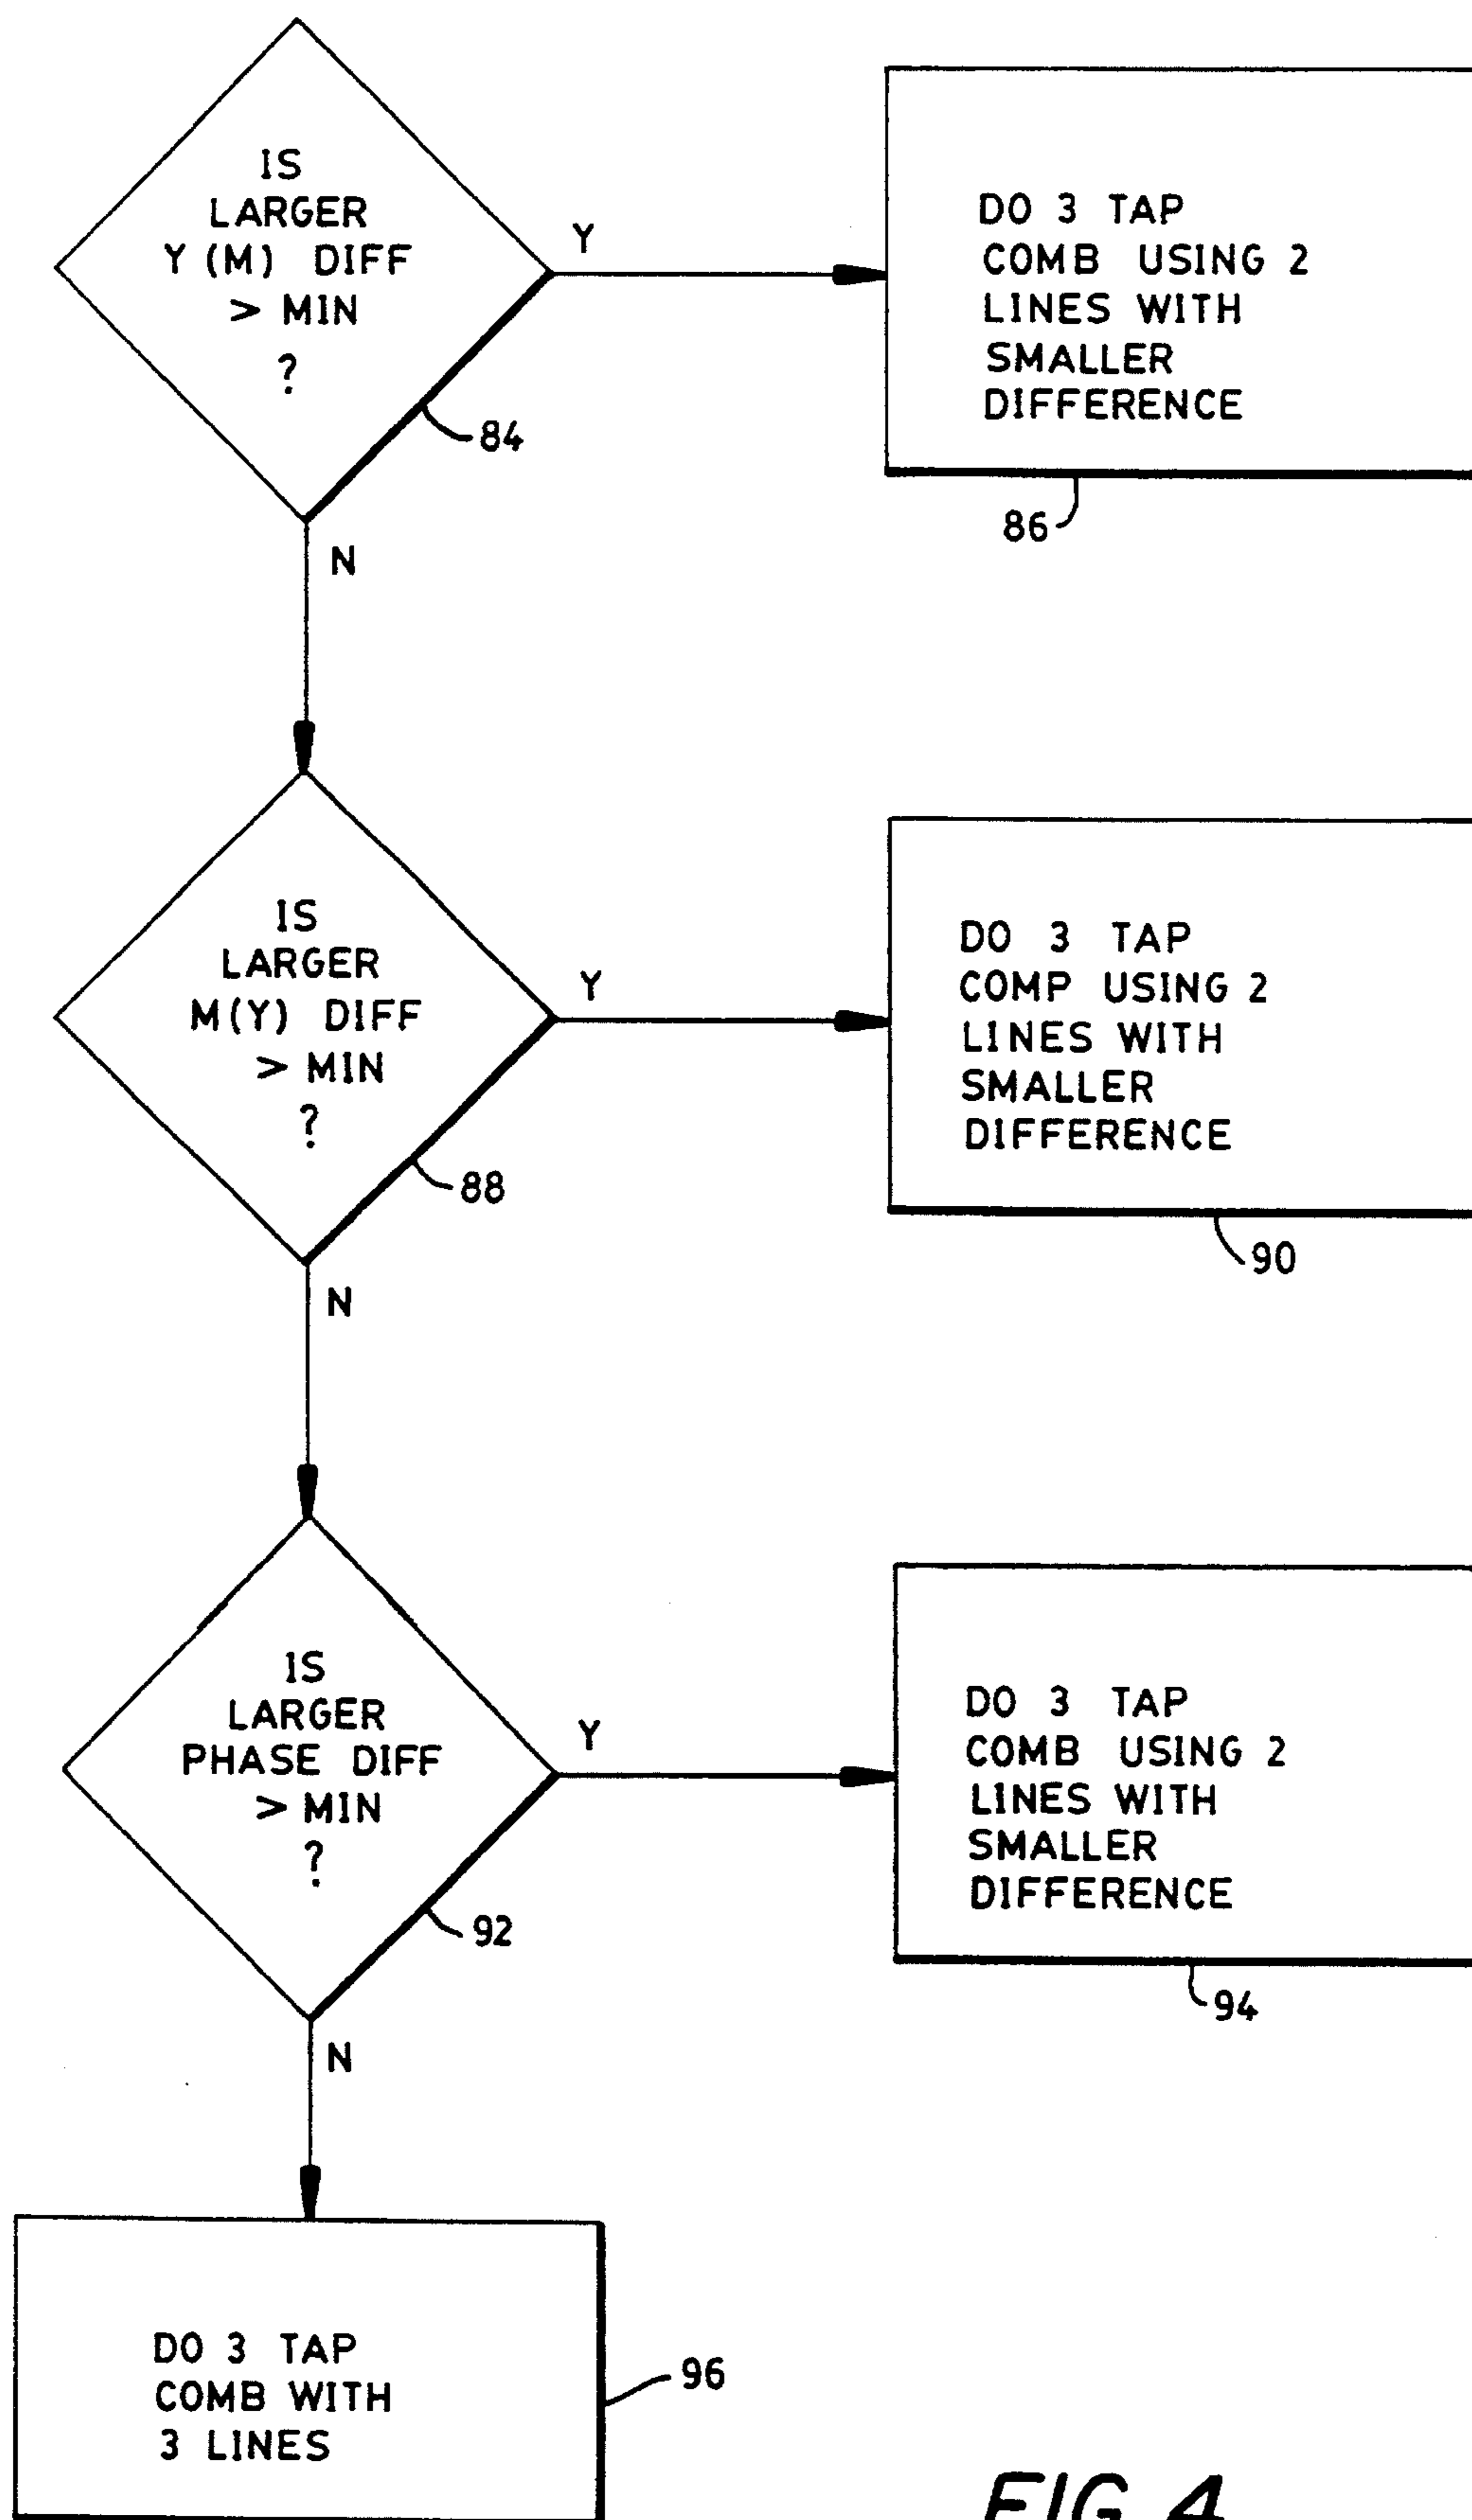 IS
LARGER
Y (M) DIFF
> MIN
?
84
Y
N
DO 3 TAP
COMB USING 2
LINES WITH
SMALLER
DIFFERENCE
86
IS
LARGER
M(Y) DIFF
> MIN
?
88
Y
N
DO 3 TAP
COMP USING 2
LINES WITH
SMALLER
DIFFERENCE
90
IS
LARGER
PHASE DIFF
> MIN
?
92
Y
N
DO 3 TAP
COMB USING 2
LINES WITH
SMALLER
DIFFERENCE
94
DO 3 TAP
COMB WITH
3 LINES
96
FIG. 4